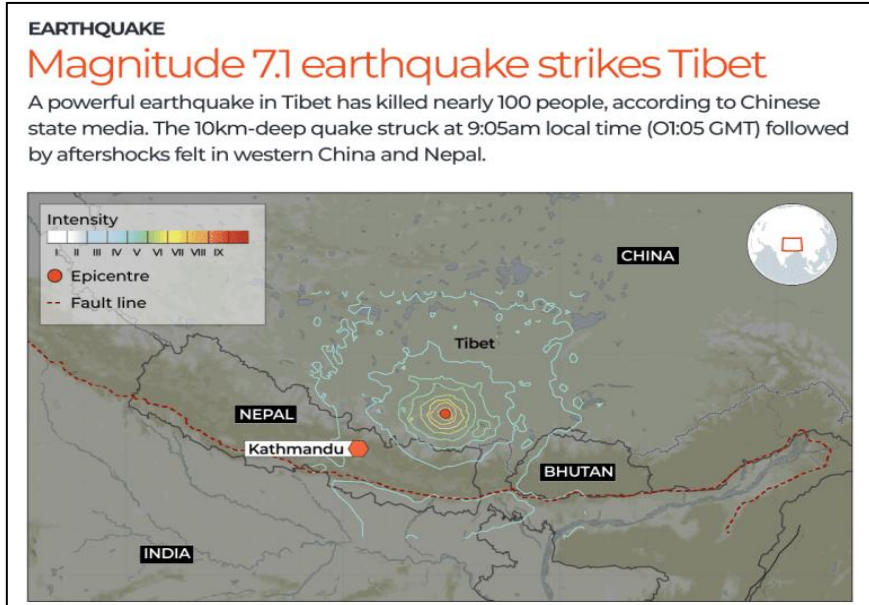 EARTHQUAKE
Magnitude 7.1 earthquake strikes Tibet
A powerful earthquake in Tibet has killed nearly 100 people, according to Chinese
state media. The 10km-deep quake struck at 9:05am local time (O1:05 GMT) followed
by aftershocks felt in western China and Nepal.
Intensity
I II III IV V VI VII VIII IX
Epicentre
Fault line
CHINA
Tibet
NEPAL
Kathmandu
BHUTAN
INDIA